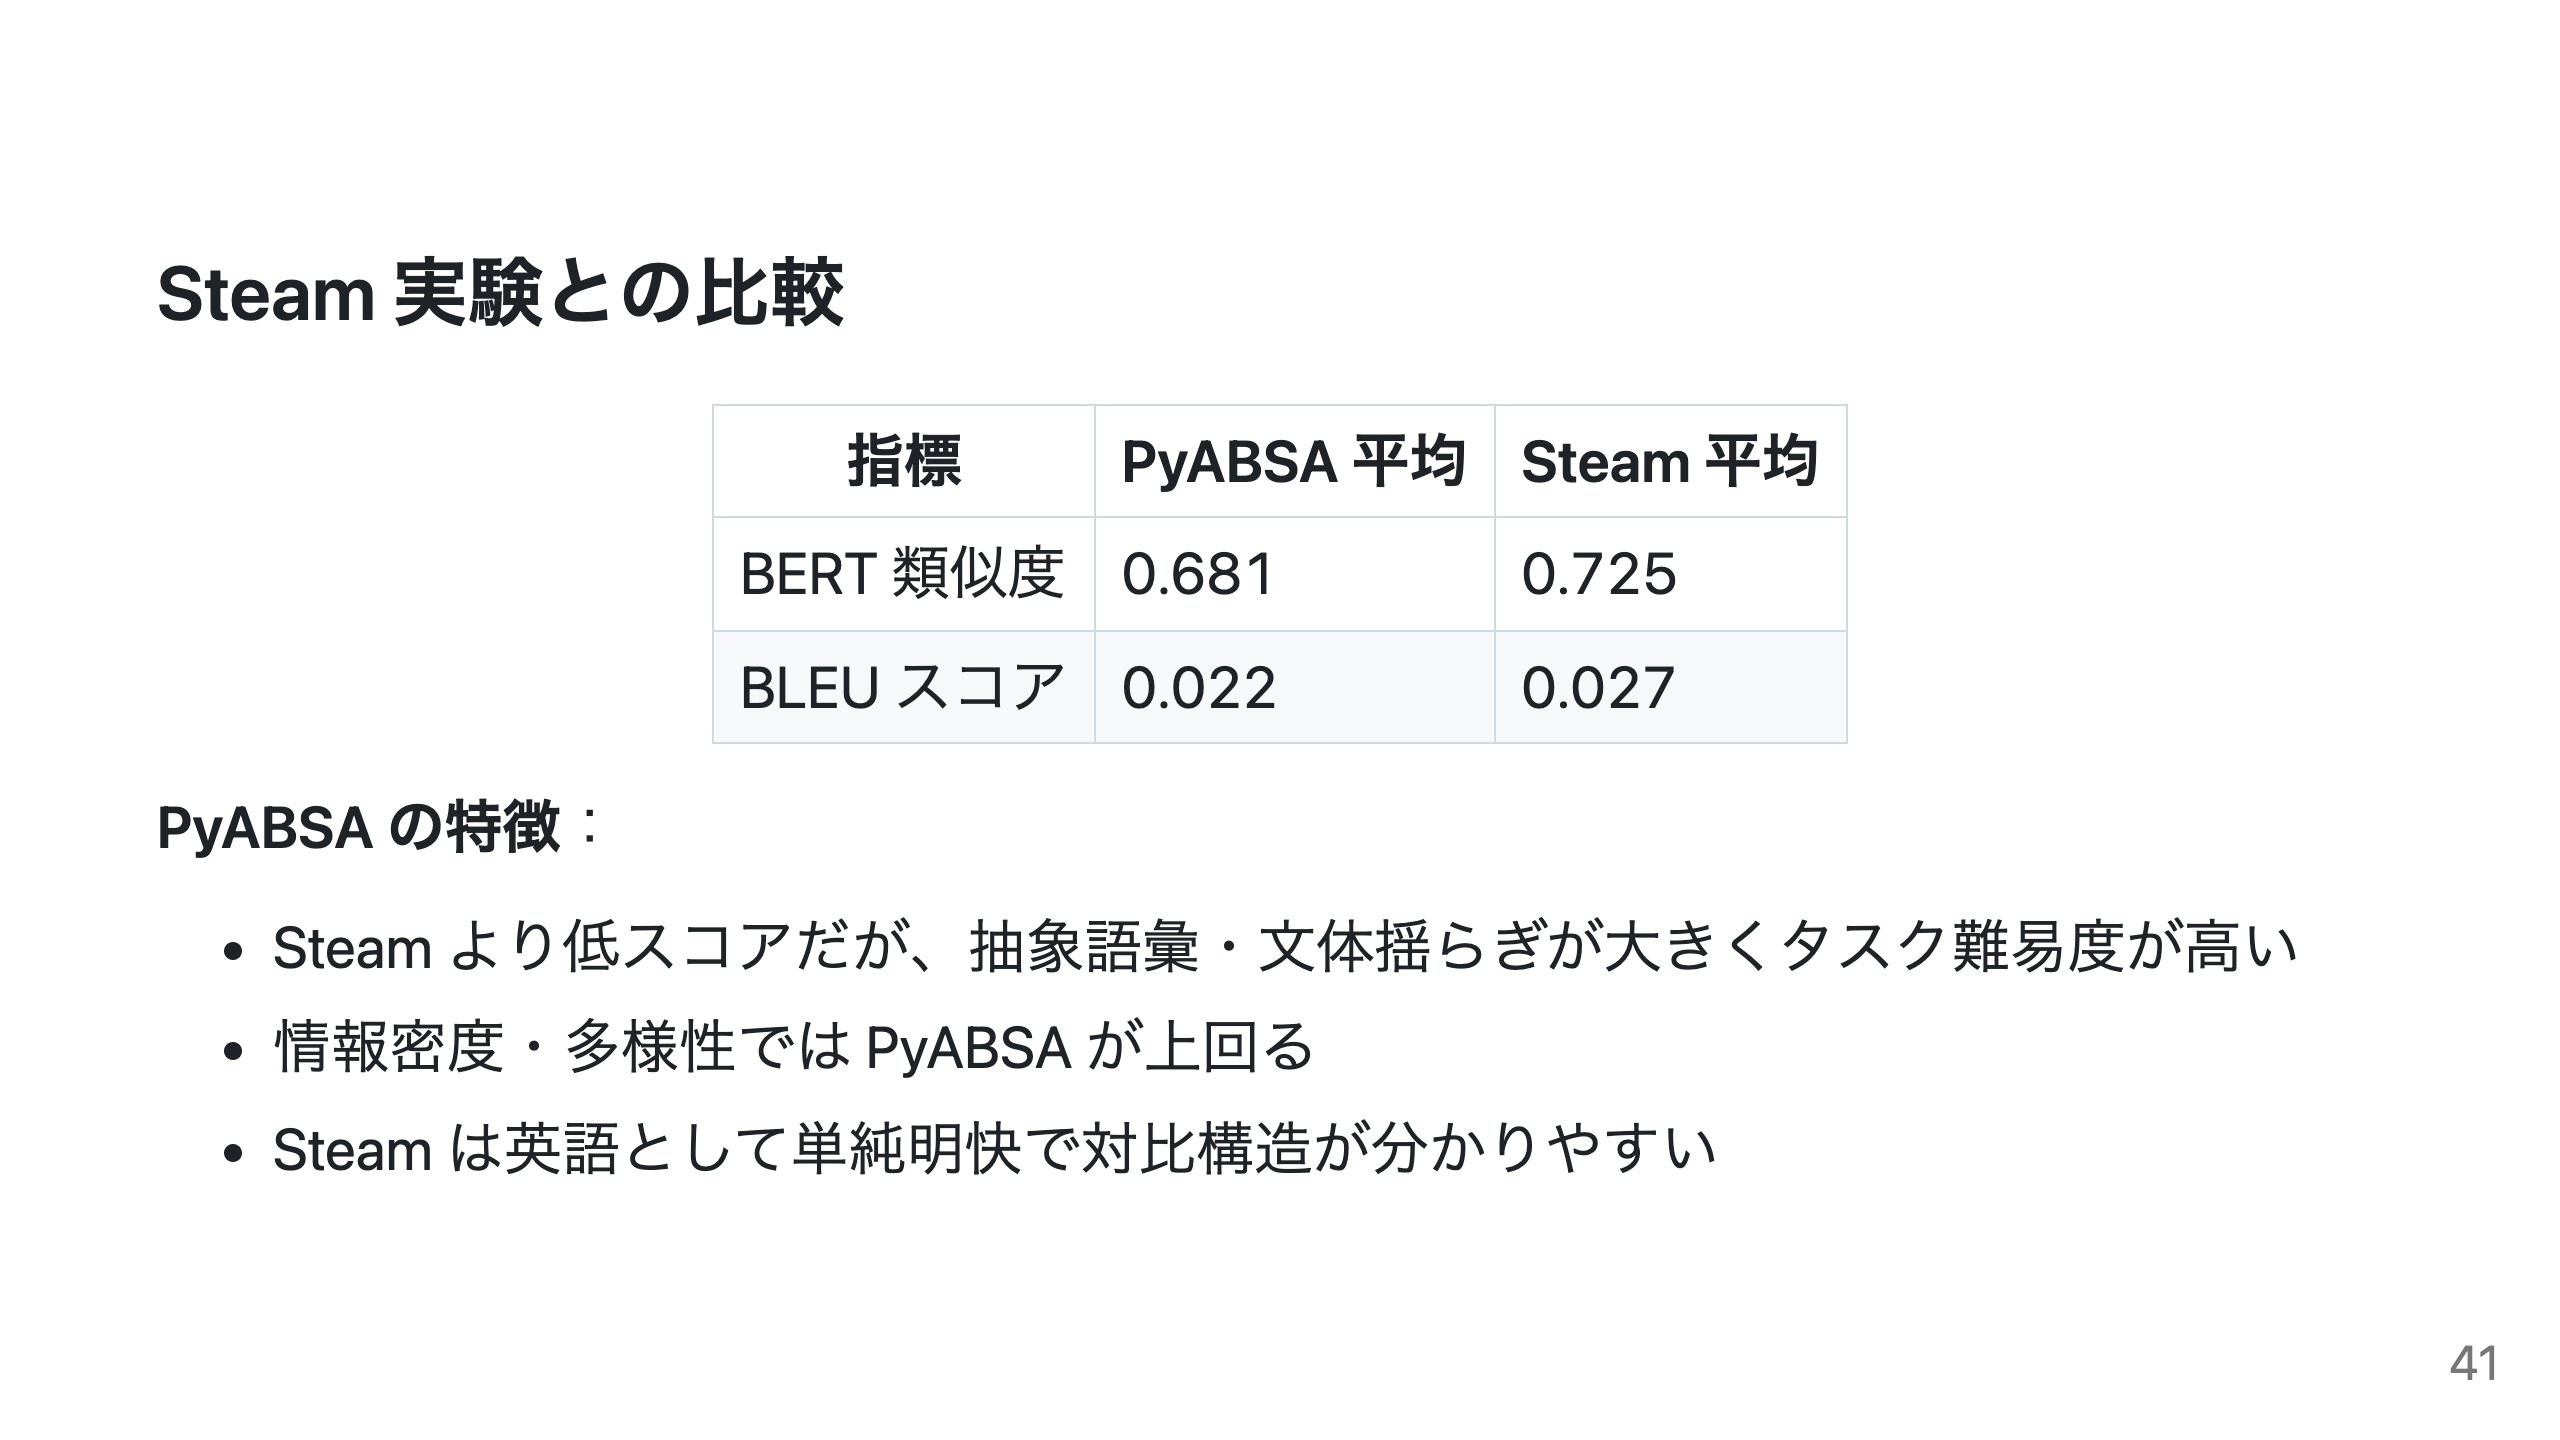 Steam 実験との比較
指標 PyABSA 平均 Steam 平均
BERT 類似度 0.681 0.725
BLEU スコア 0.022 0.027
PyABSA の特徴：
• Steam より低スコアだが、抽象語彙・文体揺らぎが大きくタスク難易度が高い
• 情報密度・多様性では PyABSA が上回る
• Steam は英語として単純明快で対比構造が分かりやすい
41